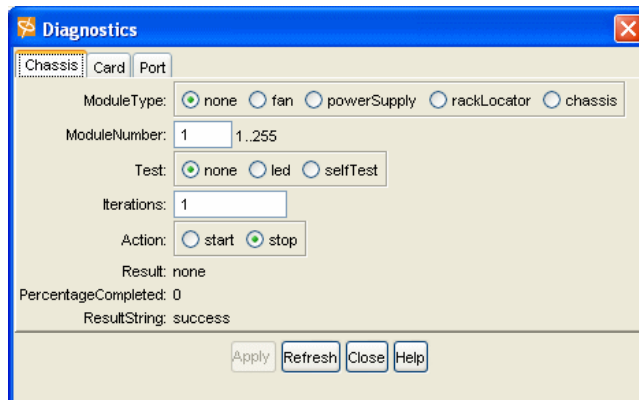 Diagnostics
Chassis Card Port
ModuleType: none fan powerSupply rackLocator chassis
ModuleNumber: 1 1..255
Test: none led selfTest
Iterations: 1
Action: start stop
Result: none
PercentageCompleted: 0
ResultString: success
Apply Refresh Close Help